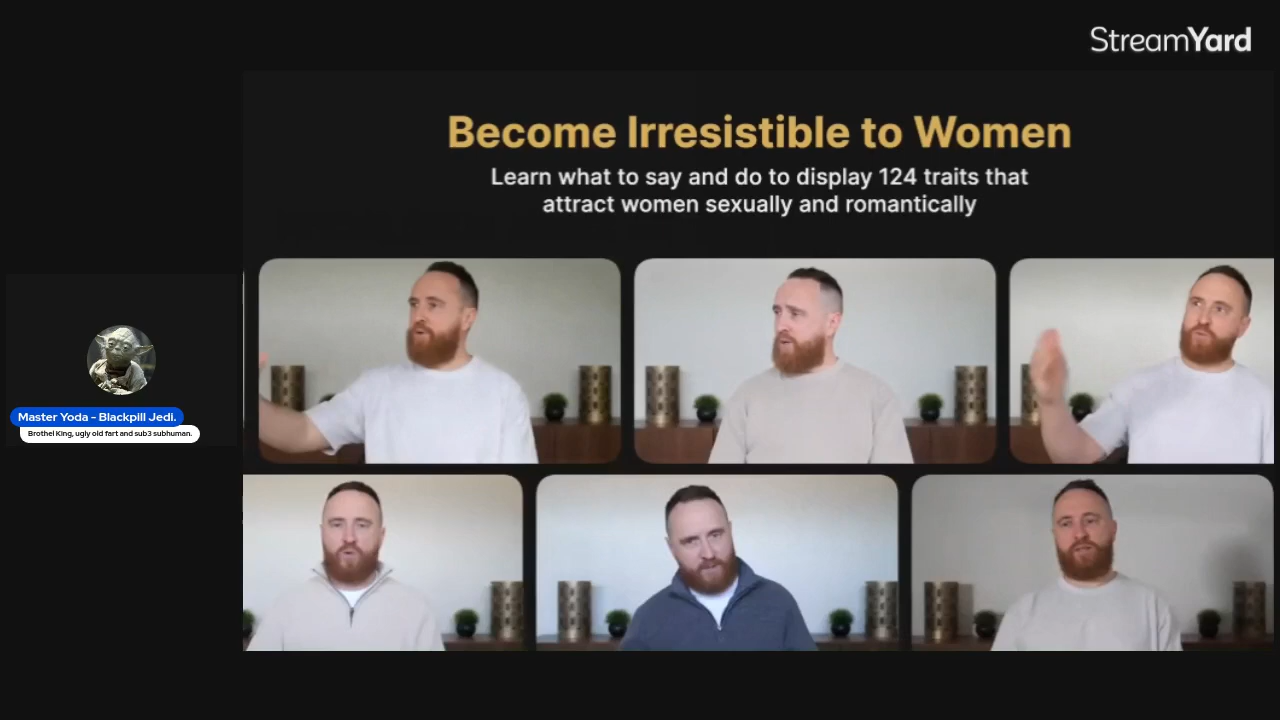 StreamYard
Become Irresistible to Women
Learn what to say and do to display 124 traits that
attract women sexually and romantically
Master Yoda - Blackpill Jedi.
Brothel King, ugly old fart and sub3 subhuman.